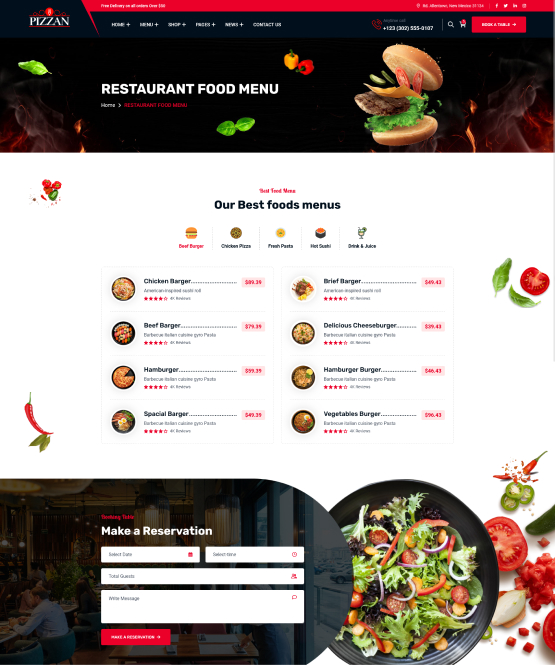 Free Delivery on all orders Over $50
Rd. Allentown, New Mexico 31134
PIZZAN
HOME +
MENU +
SHOP +
PAGES +
NEWS +
CONTACT US
+123 (302) 555-0107
BOOK A TABLE →
RESTAURANT FOOD MENU
Home > RESTAURANT FOOD MENU
Best Food Menu
Our Best foods menus
Beef Burger
Chicken Pizza
Fresh Pasta
Hot Sushi
Drink & Juice
Chicken Barger
$89.39
American-inspired sushi roll
4K Reviews
Beef Barger
$79.39
Barbecue Italian cuisine gyro Pasta
4K Reviews
Hamburger
$59.39
Barbecue Italian cuisine gyro Pasta
4K Reviews
Spacial Barger
$49.39
Barbecue Italian cuisine gyro Pasta
4K Reviews
Brief Barger
$49.43
American-inspired sushi roll
4K Reviews
Delicious Cheeseburger
$39.43
Barbecue Italian cuisine gyro Pasta
4K Reviews
Hamburger Burger
$46.43
Barbecue Italian cuisine gyro Pasta
4K Reviews
Vegetables Burger
$96.43
Barbecue Italian cuisine gyro Pasta
4K Reviews
Make a Reservation
Select Date
Select time
Total Guests
Write Message
MAKE A RESERVATION →